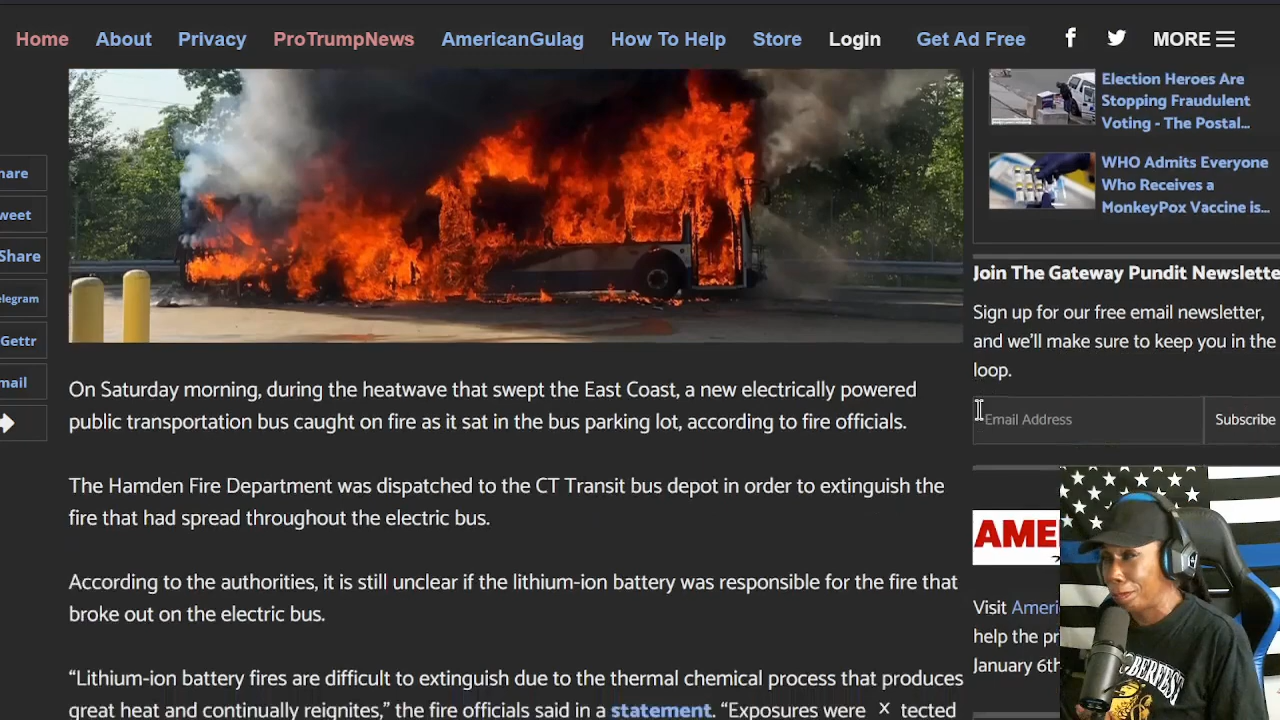 Home About Privacy ProTrumpNews AmericanGulag How To Help Store Login Get Ad Free MORE
Election Heroes Are
Stopping Fraudulent
Voting - The Postal...
WHO Admits Everyone
Who Receives a
MonkeyPox Vaccine is...
hare
weet
Share
elegram
Gettr
mail
Join The Gateway Pundit Newslette
Sign up for our free email newsletter,
and we'll make sure to keep you in the
loop.
Email Address Subscribe
On Saturday morning, during the heatwave that swept the East Coast, a new electrically powered
public transportation bus caught on fire as it sat in the bus parking lot, according to fire officials.
The Hamden Fire Department was dispatched to the CT Transit bus depot in order to extinguish the
fire that had spread throughout the electric bus.
According to the authorities, it is still unclear if the lithium-ion battery was responsible for the fire that
broke out on the electric bus.
“Lithium-ion battery fires are difficult to extinguish due to the thermal chemical process that produces
great heat and continually reignites,” the fire officials said in a statement. “Exposures were × tected
AME
Visit Ameri
help the pr
January 6th
OBERFEST